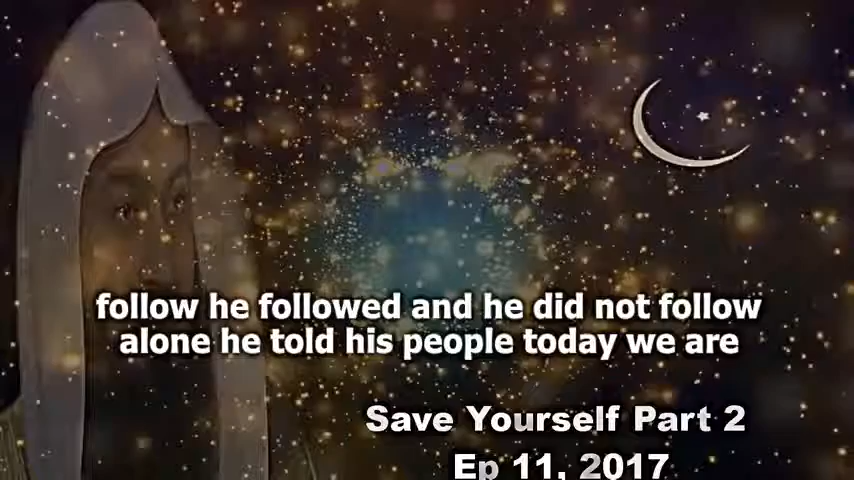 follow he followed and he did not follow
alone he told his people today we are
Save Yourself Part 2
Ep 11, 2017